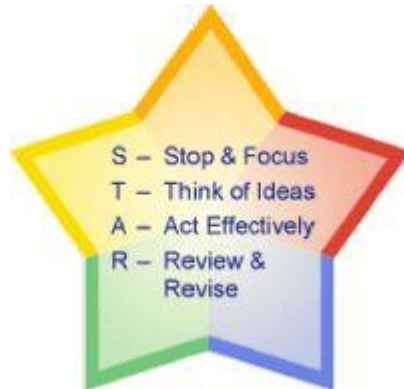 S – Stop & Focus
T – Think of Ideas
A – Act Effectively
R – Review &
Revise